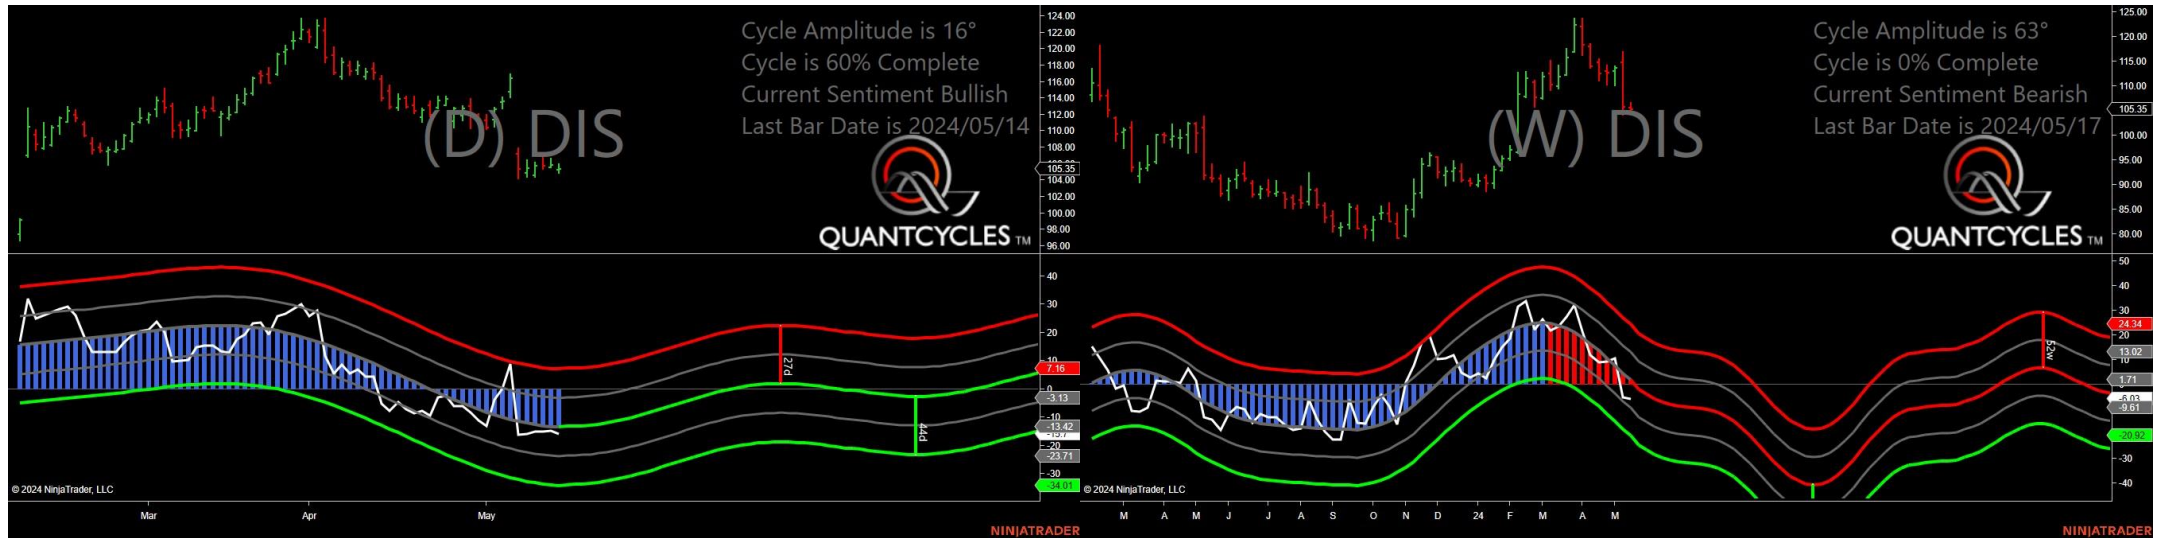 Cycle Amplitude is 16°
Cycle is 60% Complete
Current Sentiment Bullish
Last Bar Date is 2024/05/14
(D) DIS
QUANTCYCLES TM
124.00
122.00
120.00
118.00
116.00
114.00
112.00
110.00
108.00
105.35
104.00
102.00
100.00
98.00
96.00
40
30
20
10
7.16
0
-3.13
-10
-13.42
-20
-23.71
-30
-34.01
27d
44d
© 2024 NinjaTrader, LLC
Mar
Apr
May
NINJATRADER
Cycle Amplitude is 63°
Cycle is 0% Complete
Current Sentiment Bearish
Last Bar Date is 2024/05/17
(W) DIS
QUANTCYCLES TM
125.00
120.00
115.00
110.00
105.35
100.00
95.00
90.00
85.00
80.00
50
40
30
24.34
20
13.02
10
1.71
-6.03
-9.61
-20.92
-30
-40
52w
© 2024 NinjaTrader, LLC
M
A
M
J
J
A
S
O
N
D
24
F
M
A
M
NINJATRADER